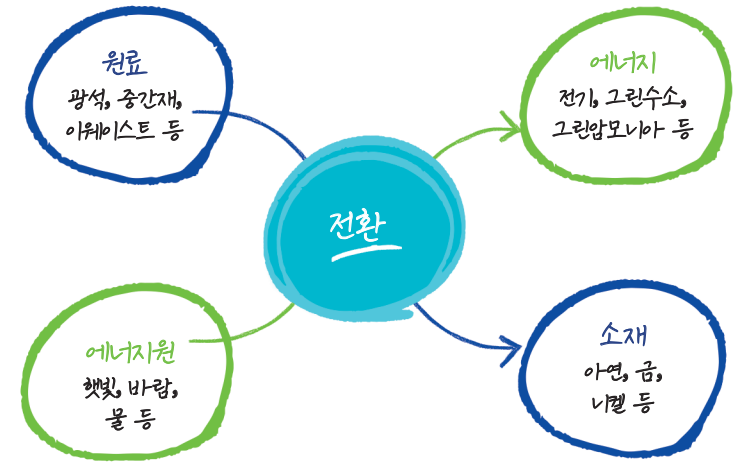 원료
광석, 중간재,
이웨이스트 등
에너지
전기, 그린수소,
그린암모니아 등
전환
에너지원
햇빛, 바람,
물 등
소재
아연, 금,
니켈 등